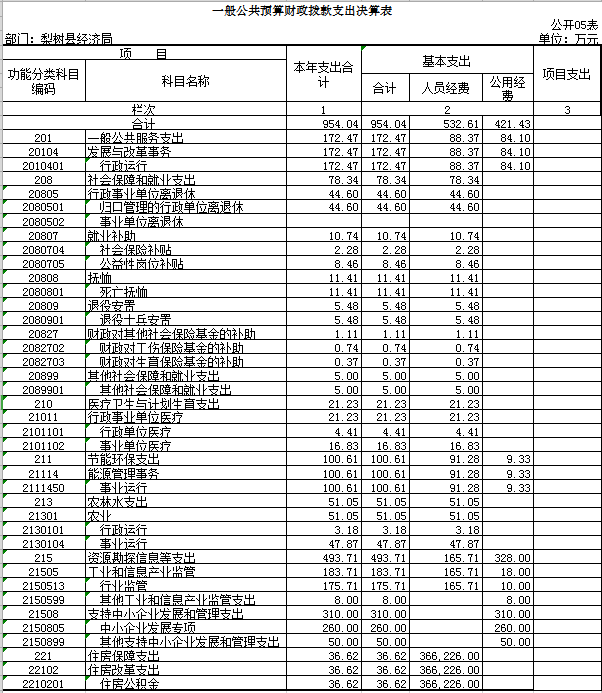 一般公共预算财政拨款支出决算表
公开05表
部门：梨树县经济局 单位：万元
项 目 本年支出合计 基本支出 项目支出
功能分类科目编码 科目名称 合计 人员经费 公用经费
栏次 1 2 3
合计 954.04 954.04 532.61 421.43
201 一般公共服务支出 172.47 172.47 88.37 84.10
20104 发展与改革事务 172.47 172.47 88.37 84.10
2010401 行政运行 172.47 172.47 88.37 84.10
208 社会保障和就业支出 78.34 78.34 78.34
20805 行政事业单位离退休 44.60 44.60 44.60
2080501 归口管理的行政单位离退休 44.60 44.60 44.60
2080502 事业单位离退休
20807 就业补助 10.74 10.74 10.74
2080704 社会保险补贴 2.28 2.28 2.28
2080705 公益性岗位补贴 8.46 8.46 8.46
20808 抚恤 11.41 11.41 11.41
2080801 死亡抚恤 11.41 11.41 11.41
20809 退役安置 5.48 5.48 5.48
2080901 退役士兵安置 5.48 5.48 5.48
20827 财政对其他社会保险基金的补助 1.11 1.11 1.11
2082702 财政对工伤保险基金的补助 0.74 0.74 0.74
2082703 财政对生育保险基金的补助 0.37 0.37 0.37
20899 其他社会保障和就业支出 5.00 5.00 5.00
2089901 其他社会保障和就业支出 5.00 5.00 5.00
210 医疗卫生与计划生育支出 21.23 21.23 21.23
21011 行政事业单位医疗 21.23 21.23 21.23
2101101 行政单位医疗 4.41 4.41 4.41
2101102 事业单位医疗 16.83 16.83 16.83
211 节能环保支出 100.61 100.61 91.28 9.33
21114 能源管理事务 100.61 100.61 91.28 9.33
2111450 事业运行 100.61 100.61 91.28 9.33
213 农林水支出 51.05 51.05 51.05
21301 农业 51.05 51.05 51.05
2130101 行政运行 3.18 3.18 3.18
2130104 事业运行 47.87 47.87 47.87
215 资源勘探信息等支出 493.71 493.71 165.71 328.00
21505 工业和信息产业监管 183.71 183.71 165.71 18.00
2150513 行业监管 175.71 175.71 165.71 10.00
2150599 其他工业和信息产业监管支出 8.00 8.00 8.00
21508 支持中小企业发展和管理支出 310.00 310.00 310.00
2150805 中小企业发展专项 260.00 260.00 260.00
2150899 其他支持中小企业发展和管理支出 50.00 50.00 50.00
221 住房保障支出 36.62 36.62 366,226.00
22102 住房改革支出 36.62 36.62 366,226.00
2210201 住房公积金 36.62 36.62 366,226.00